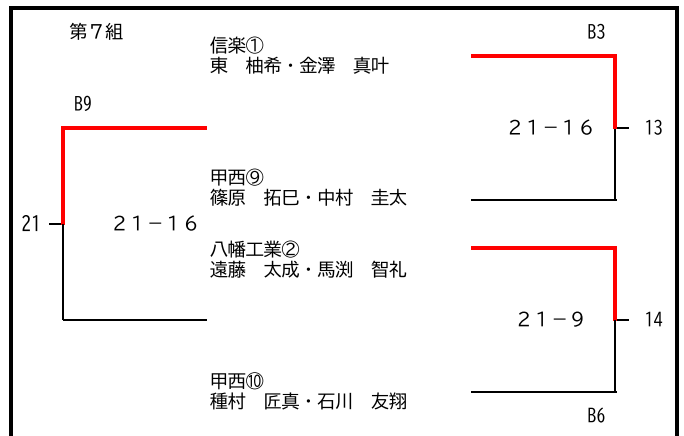 第７組
B3
信楽①
東　柚希・金澤　真叶
B9
２１－１６
13
甲西⑨
篠原　拓巳・中村　圭太
21
２１－１６
八幡工業②
遠藤　太成・馬渕　智礼
２１－９
14
甲西⑩
種村　匠真・石川　友翔
B6